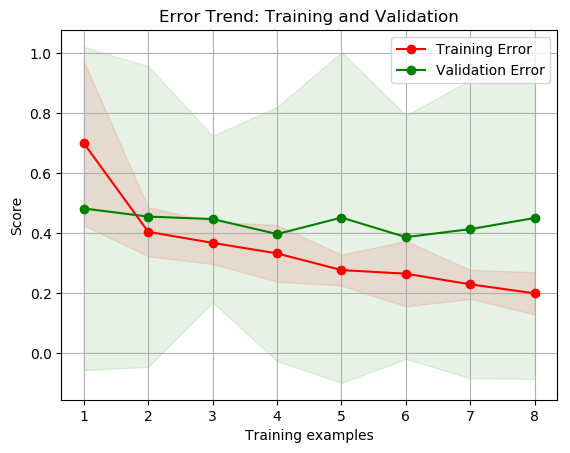 Error Trend: Training and Validation
Training Error
Validation Error
1.0
0.8
0.6
0.4
0.2
0.0
Score
1 2 3 4 5 6 7 8
Training examples